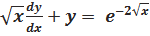 √x dy/dx + y = e^(-2√x)